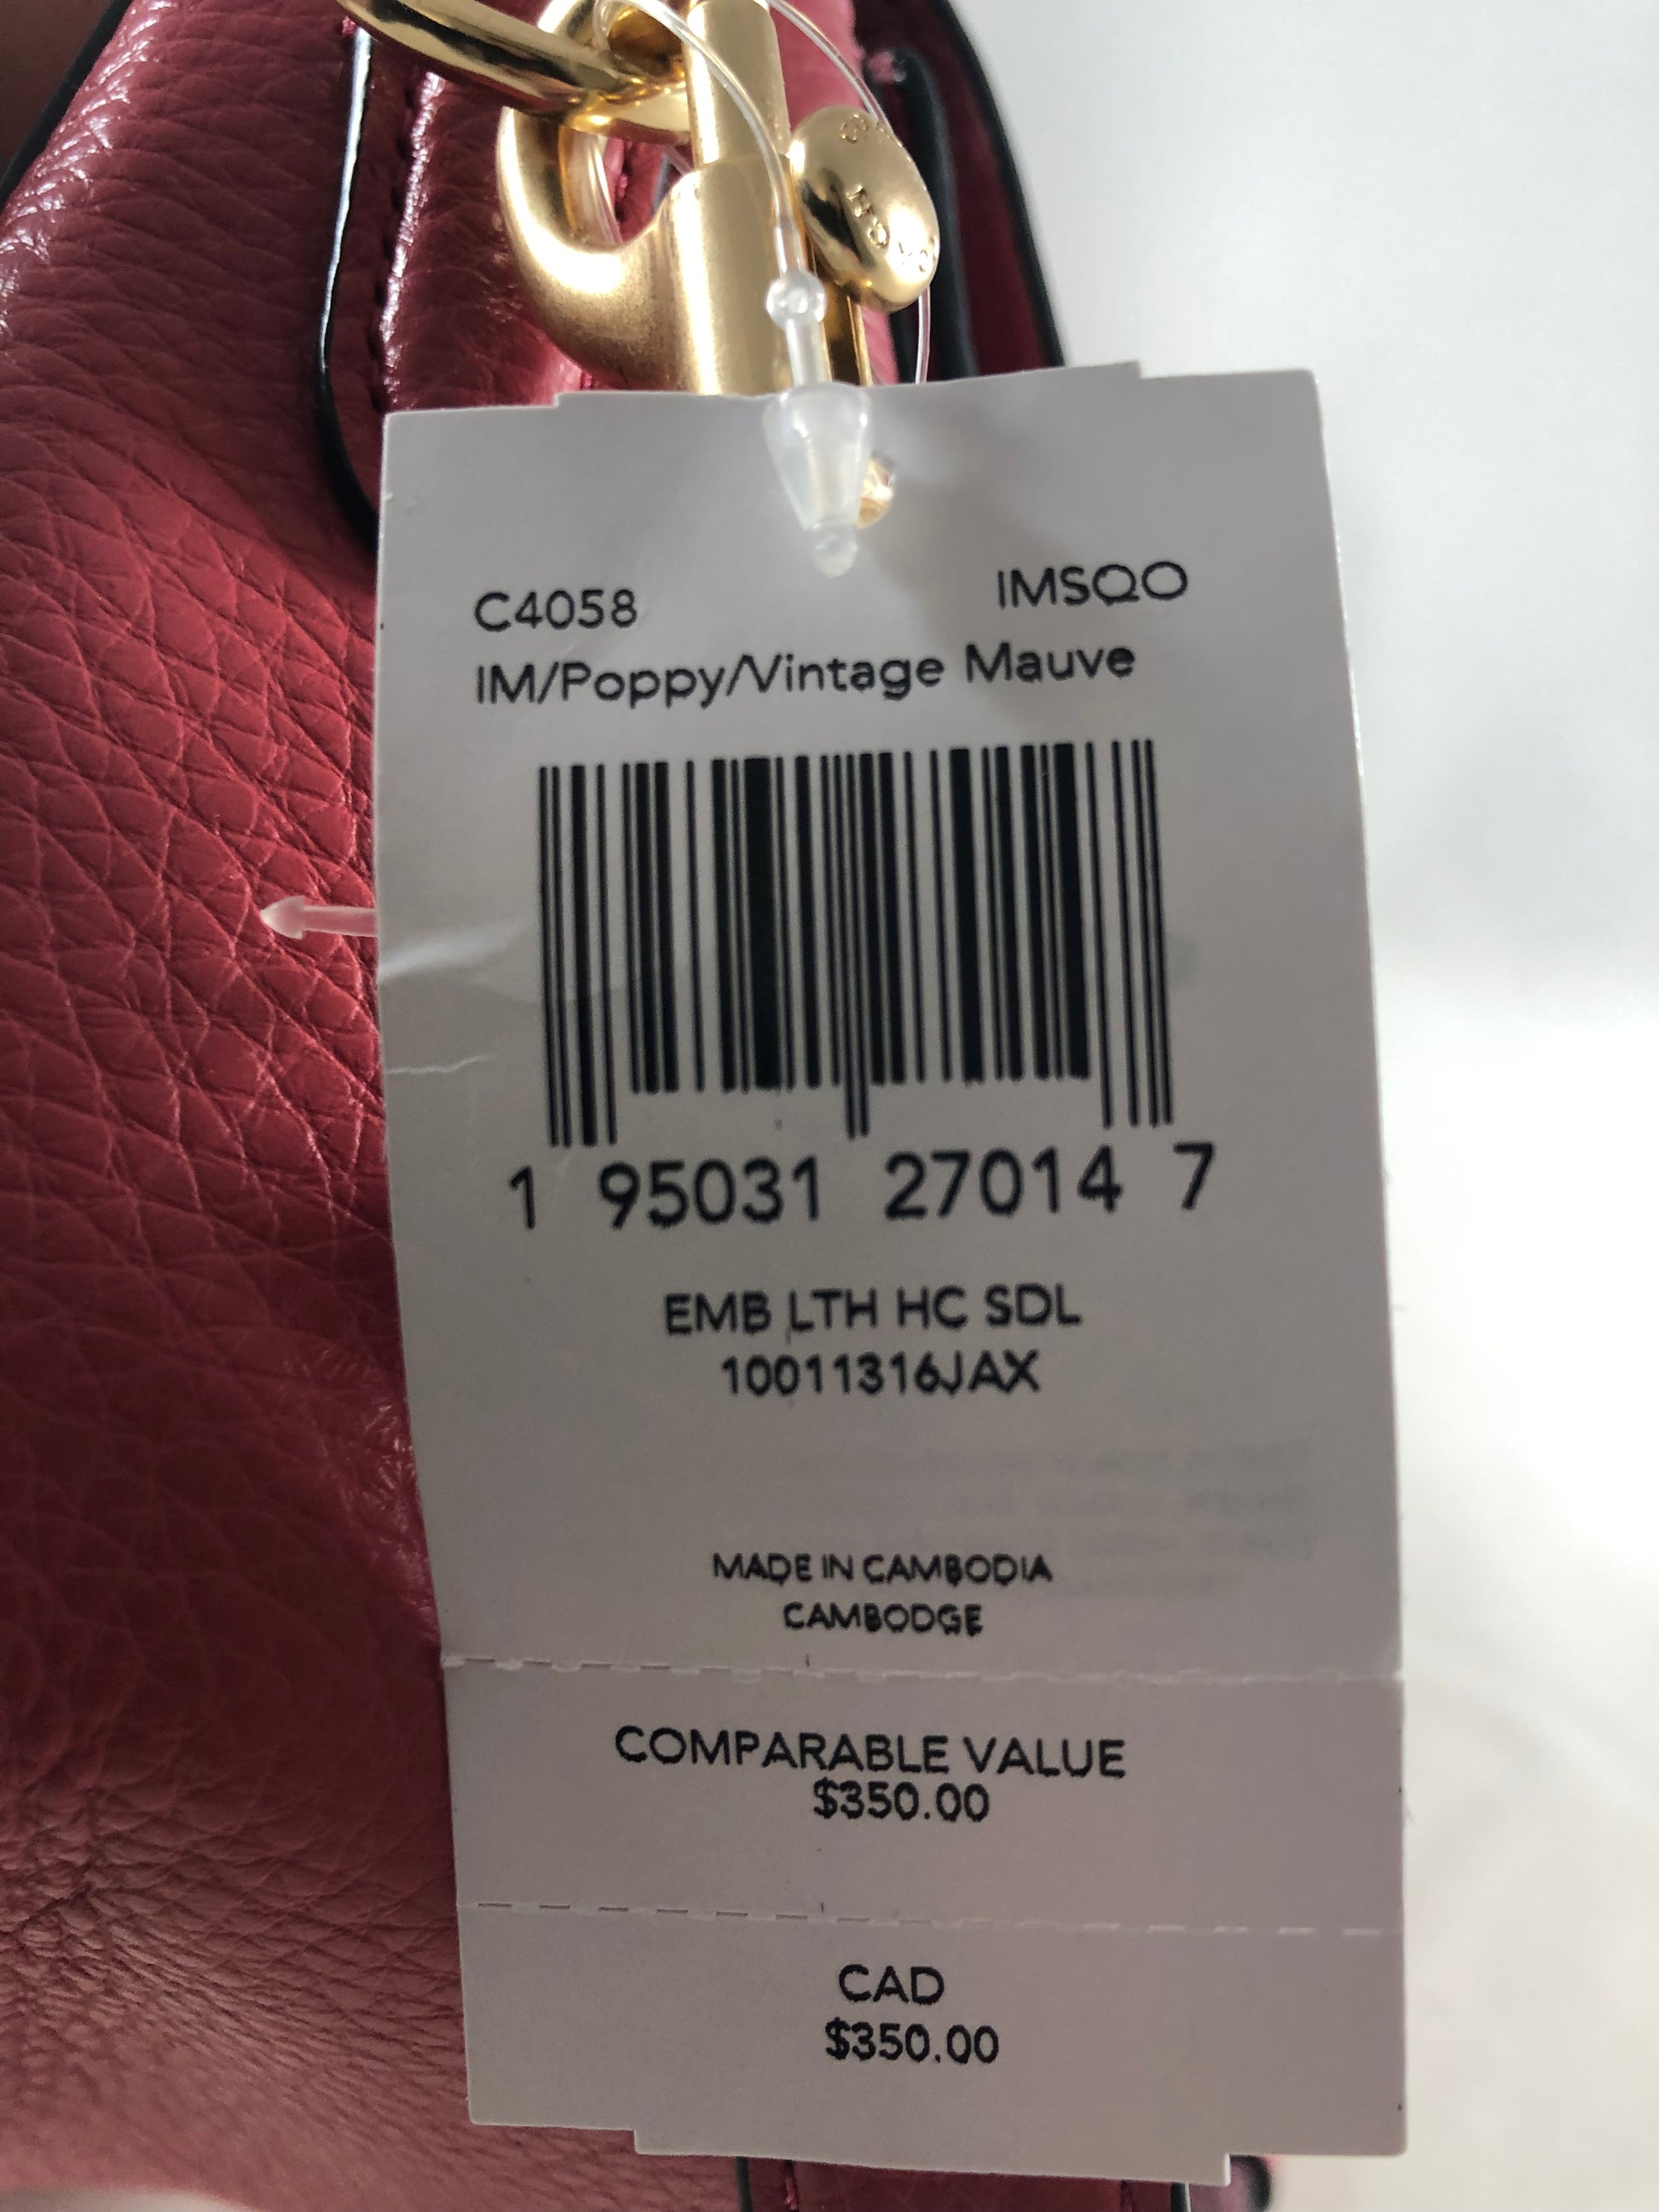 C4058 IMSQO
IM/Poppy/Vintage Mauve
1 95031 27014 7
EMB LTH HC SDL
10011316JAX
MADE IN CAMBODIA
CAMBODGE
COMPARABLE VALUE
$350.00
CAD
$350.00